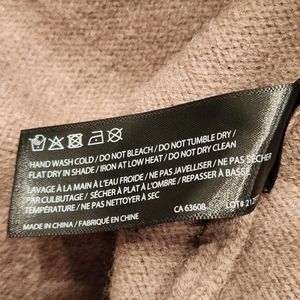 HAND WASH COLD / DO NOT BLEACH / DO NOT TUMBLE DRY /
FLAT DRY IN SHADE / IRON AT LOW HEAT / DO NOT DRY CLEAN
LAVAGE À LA MAIN À L'EAU FROIDE / NE PAS JAVELLISER / NE PAS SÉCHER
PAR CULBUTAGE / SÉCHER À PLAT À L'OMBRE / REPASSER À BASSE
TEMPÉRATURE / NE PAS NETTOYER À SEC
MADE IN CHINA / FABRIQUÉ EN CHINE
CA 63608 LOT#